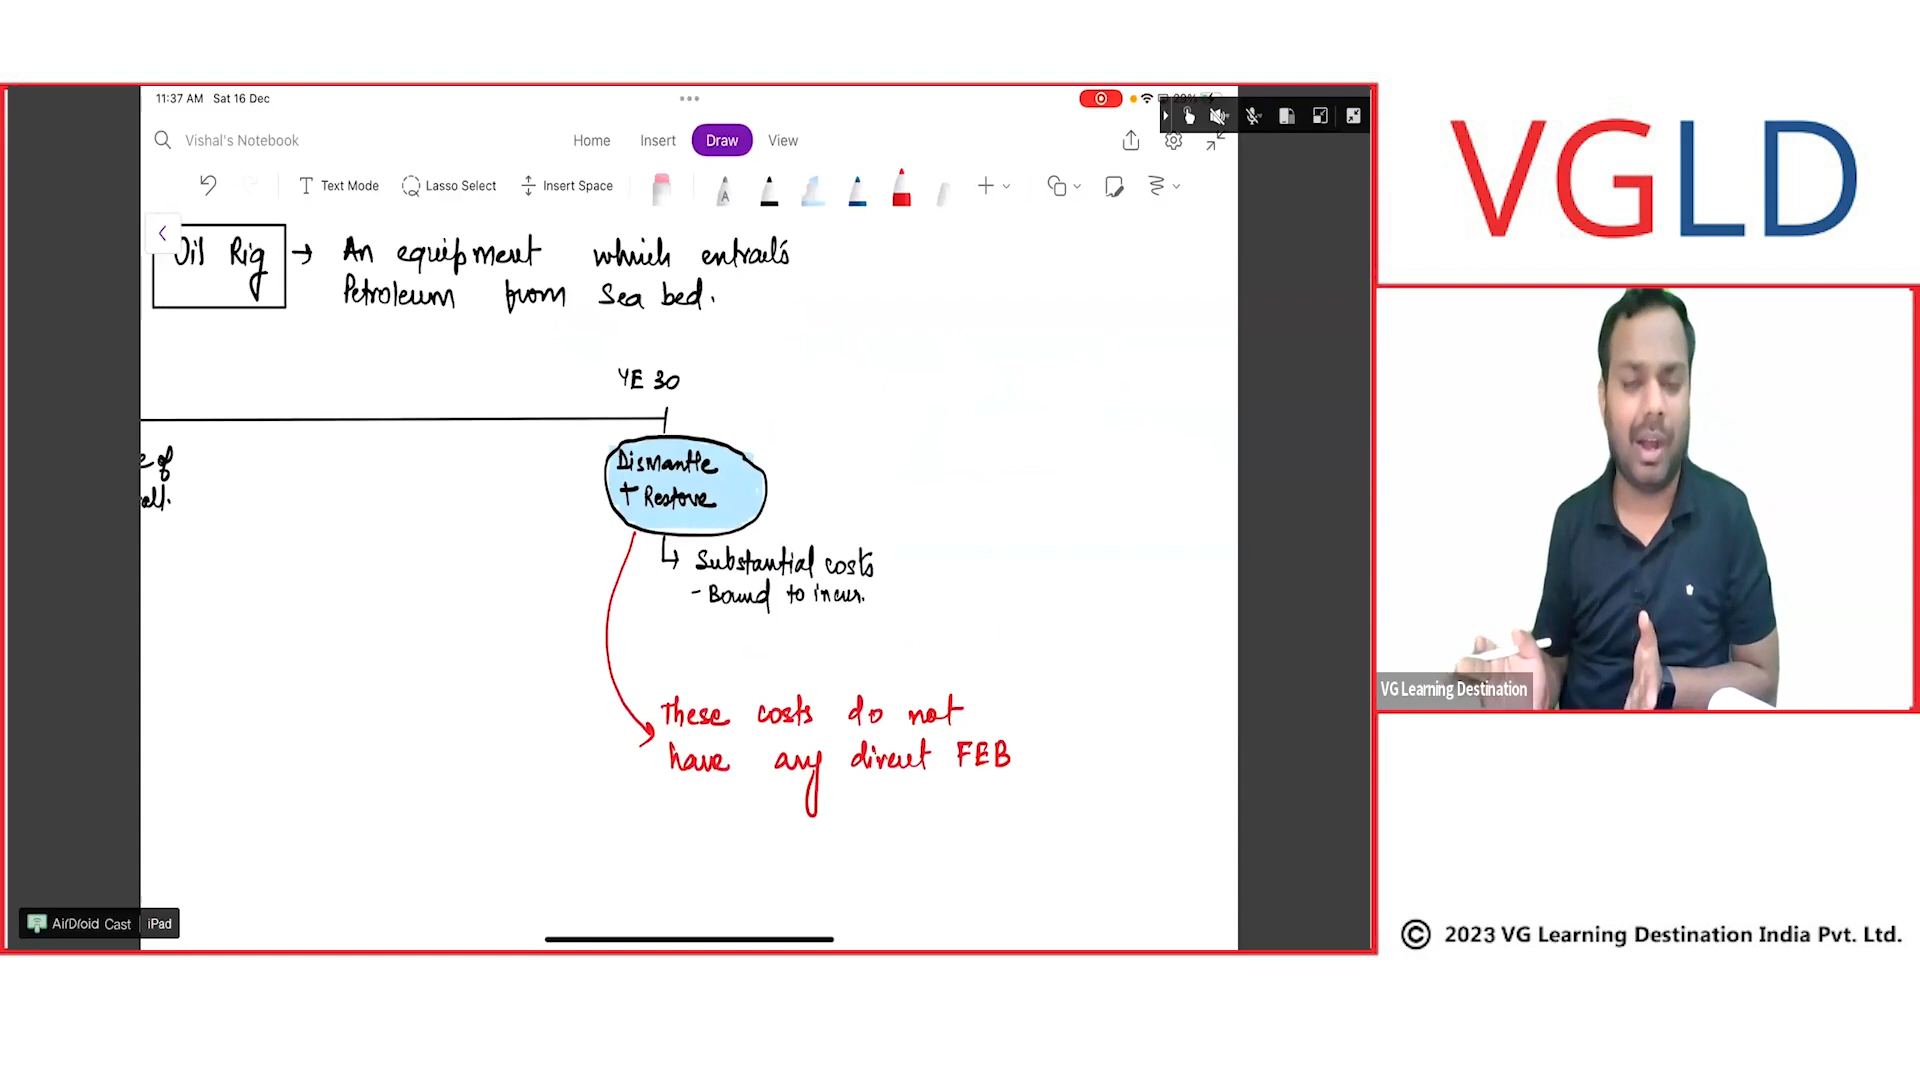 11:37 AM Sat 16 Dec
29%
Vishal's Notebook
Home Insert Draw View
Text Mode Lasso Select Insert Space
Oil Rig → An equipment which entrails
Petroleum from Sea bed.
YE 30
e of
all.
Dismantle
+ Restore
↳ Substantial costs
- Bound to incur.
These costs do not
have any direct FEB
AirDroid Cast iPad
VGLD
VG Learning Destination
© 2023 VG Learning Destination India Pvt. Ltd.